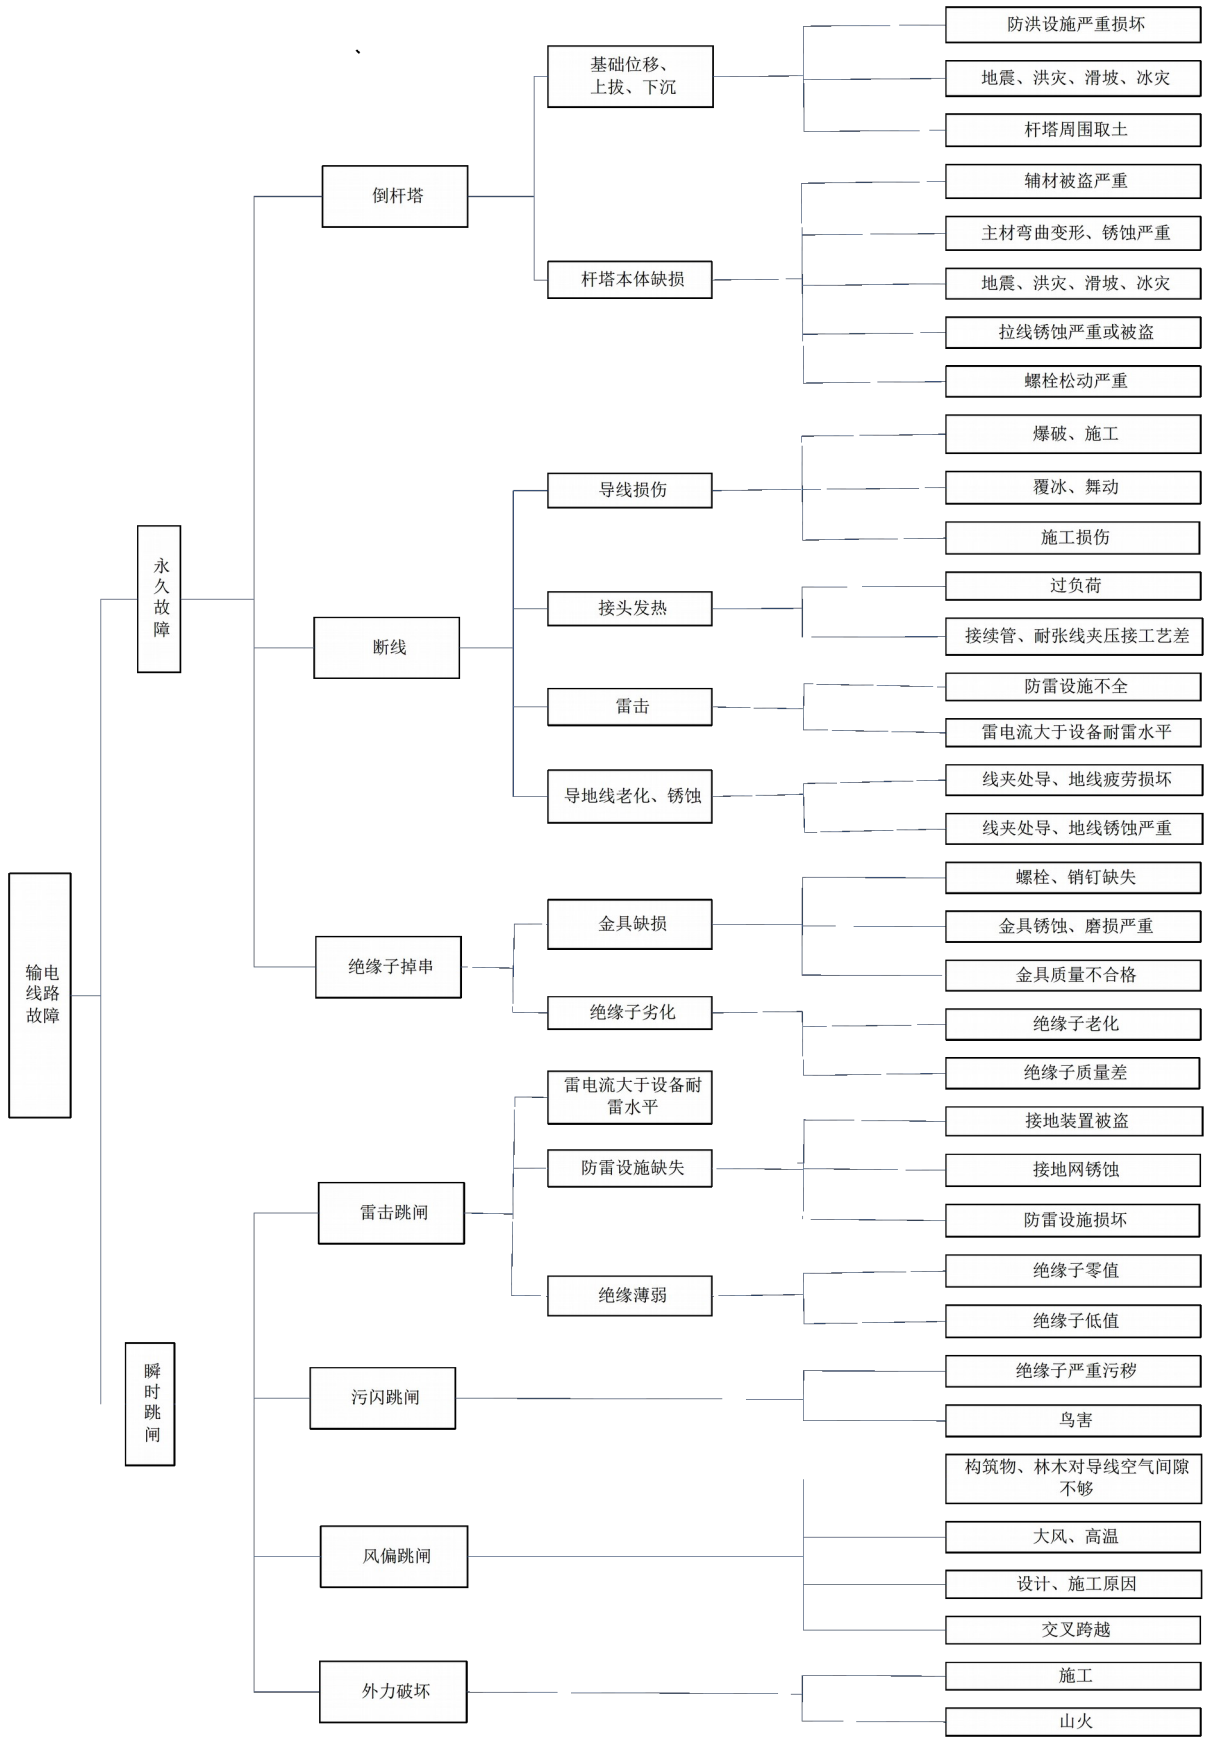 防洪设施严重损坏
、
基础位移、
上拔、下沉
地震、洪灾、滑坡、冰灾
杆塔周围取土
倒杆塔
辅材被盗严重
主材弯曲变形、锈蚀严重
杆塔本体缺损
地震、洪灾、滑坡、冰灾
拉线锈蚀严重或被盗
螺栓松动严重
爆破、施工
导线损伤
覆冰、舞动
施工损伤
永
久
故
障
过负荷
接头发热
接续管、耐张线夹压接工艺差
断线
防雷设施不全
雷击
雷电流大于设备耐雷水平
线夹处导、地线疲劳损坏
导地线老化、锈蚀
线夹处导、地线锈蚀严重
螺栓、销钉缺失
金具缺损
金具锈蚀、磨损严重
绝缘子掉串
金具质量不合格
输电
线路
故障
绝缘子劣化
绝缘子老化
绝缘子质量差
雷电流大于设备耐
雷水平
接地装置被盗
防雷设施缺失
接地网锈蚀
雷击跳闸
防雷设施损坏
绝缘子零值
绝缘薄弱
绝缘子低值
瞬
时
跳
闸
绝缘子严重污秽
污闪跳闸
鸟害
构筑物、林木对导线空气间隙
不够
大风、高温
风偏跳闸
设计、施工原因
交叉跨越
施工
外力破坏
山火